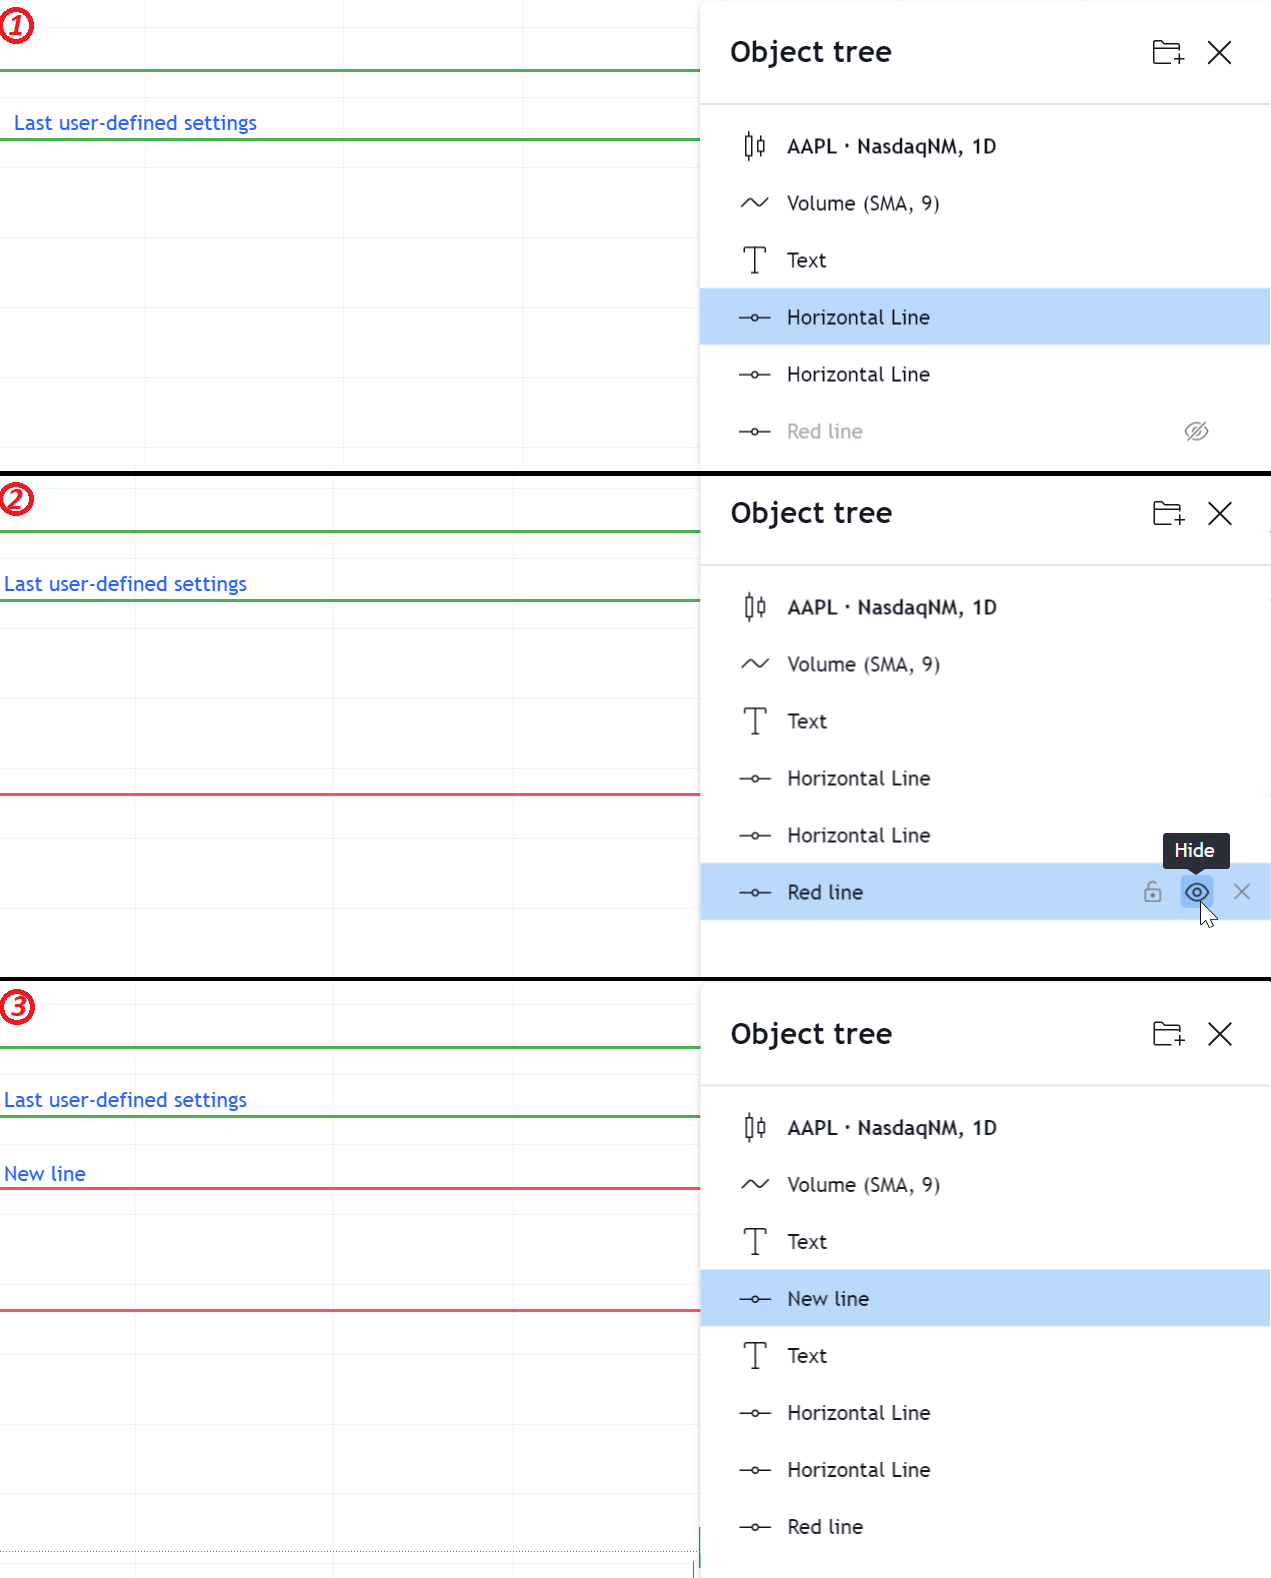 1
Object tree
Last user-defined settings
AAPL · NasdaqNM, 1D
Volume (SMA, 9)
Text
Horizontal Line
Horizontal Line
Red line
2
Object tree
Last user-defined settings
AAPL · NasdaqNM, 1D
Volume (SMA, 9)
Text
Horizontal Line
Horizontal Line
Hide
Red line
3
Object tree
Last user-defined settings
AAPL · NasdaqNM, 1D
New line
Volume (SMA, 9)
Text
New line
Text
Horizontal Line
Horizontal Line
Red line